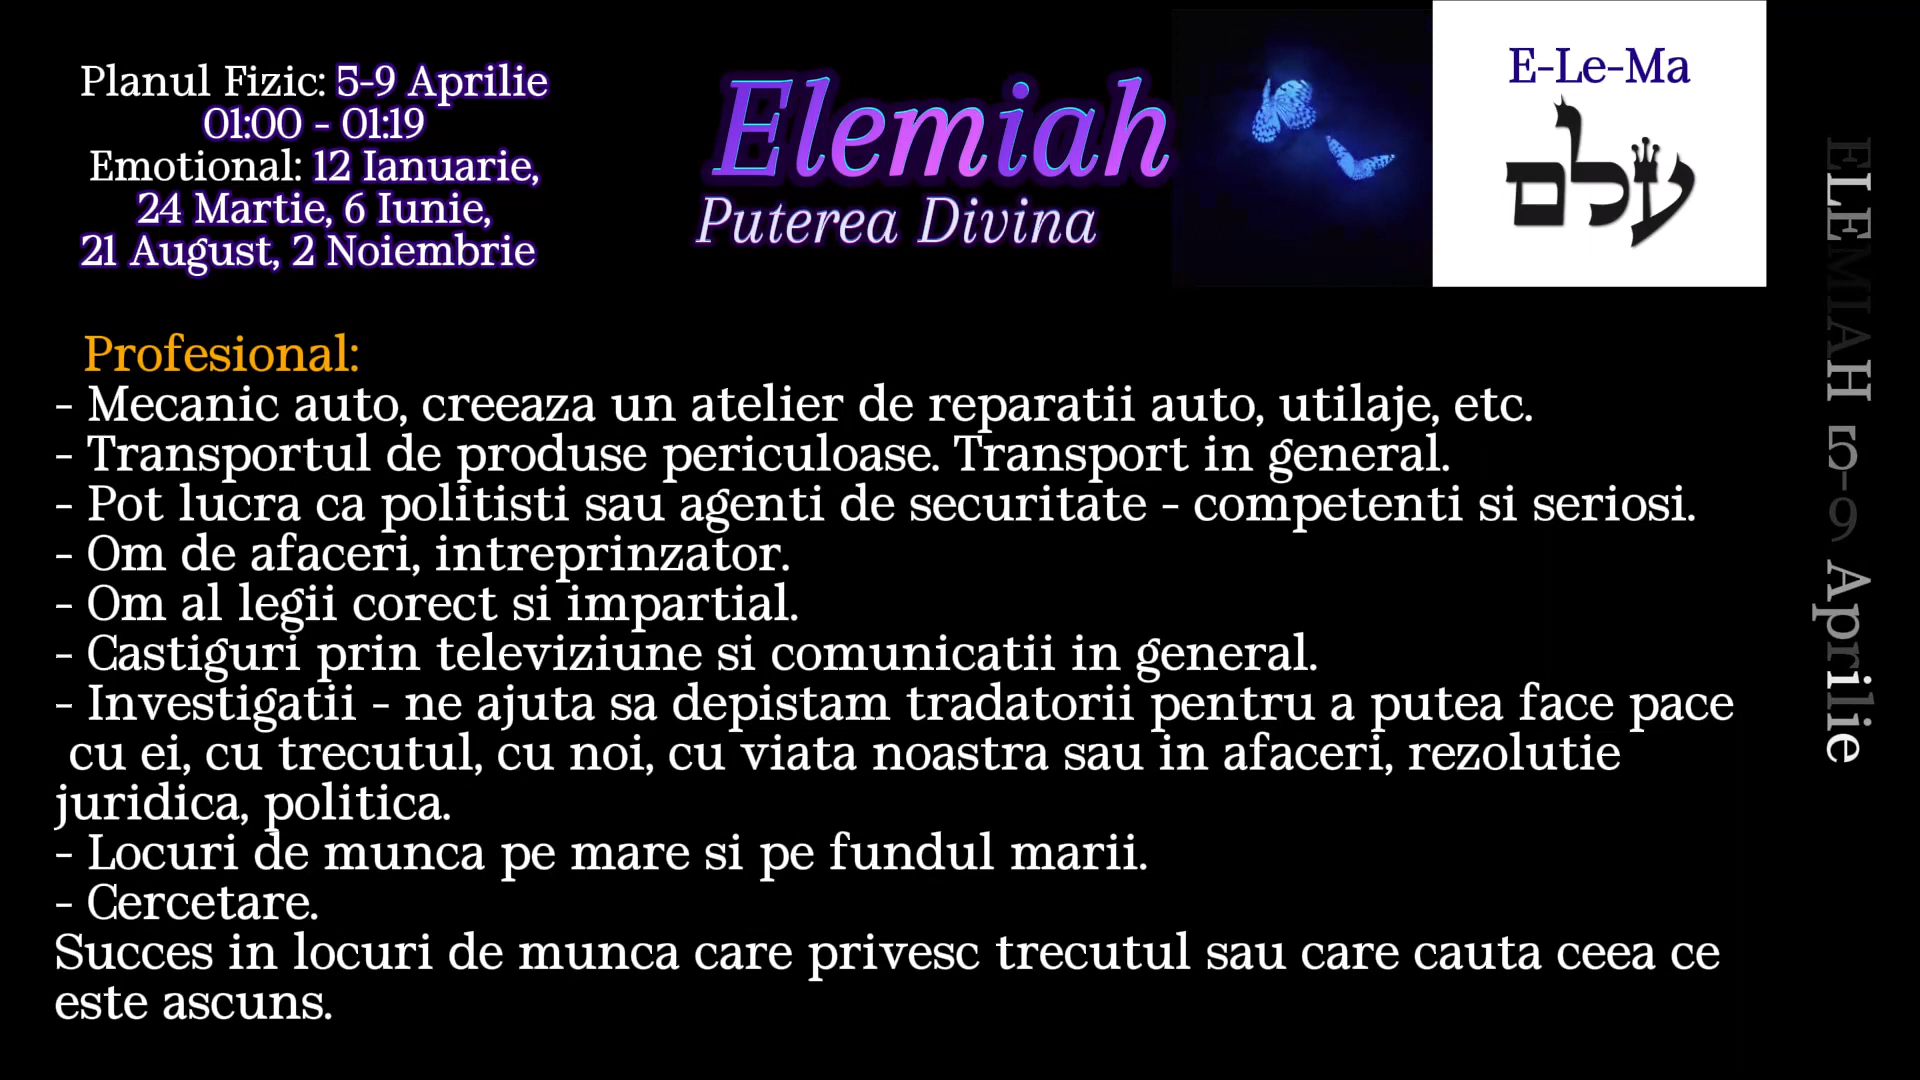 Planul Fizic: 5-9 Aprilie
01:00 - 01:19
Emotional: 12 Ianuarie,
24 Martie, 6 Iunie,
21 August, 2 Noiembrie
Elemiah
Puterea Divina
E-Le-Ma
עלם
Profesional:
- Mecanic auto, creeaza un atelier de reparatii auto, utilaje, etc.
- Transportul de produse periculoase. Transport in general.
- Pot lucra ca politisti sau agenti de securitate - competenti si seriosi.
- Om de afaceri, intreprinzator.
- Om al legii corect si impartial.
- Castiguri prin televiziune si comunicatii in general.
- Investigatii - ne ajuta sa depistam tradatorii pentru a putea face pace
cu ei, cu trecutul, cu noi, cu viata noastra sau in afaceri, rezolutie
juridica, politica.
- Locuri de munca pe mare si pe fundul marii.
- Cercetare.
Succes in locuri de munca care privesc trecutul sau care cauta ceea ce
este ascuns.
ELEMIAH 5-9 Aprilie